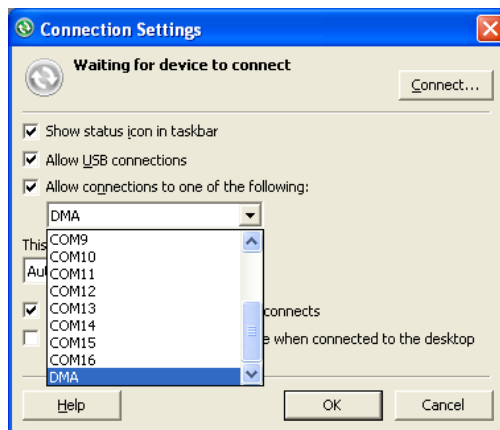 Connection Settings
Waiting for device to connect
Connect...
Show status icon in taskbar
Allow USB connections
Allow connections to one of the following:
DMA
This
COM9
COM10
COM11
COM12
COM13
connects
COM14
COM15
when connected to the desktop
COM16
DMA
Help
OK
Cancel